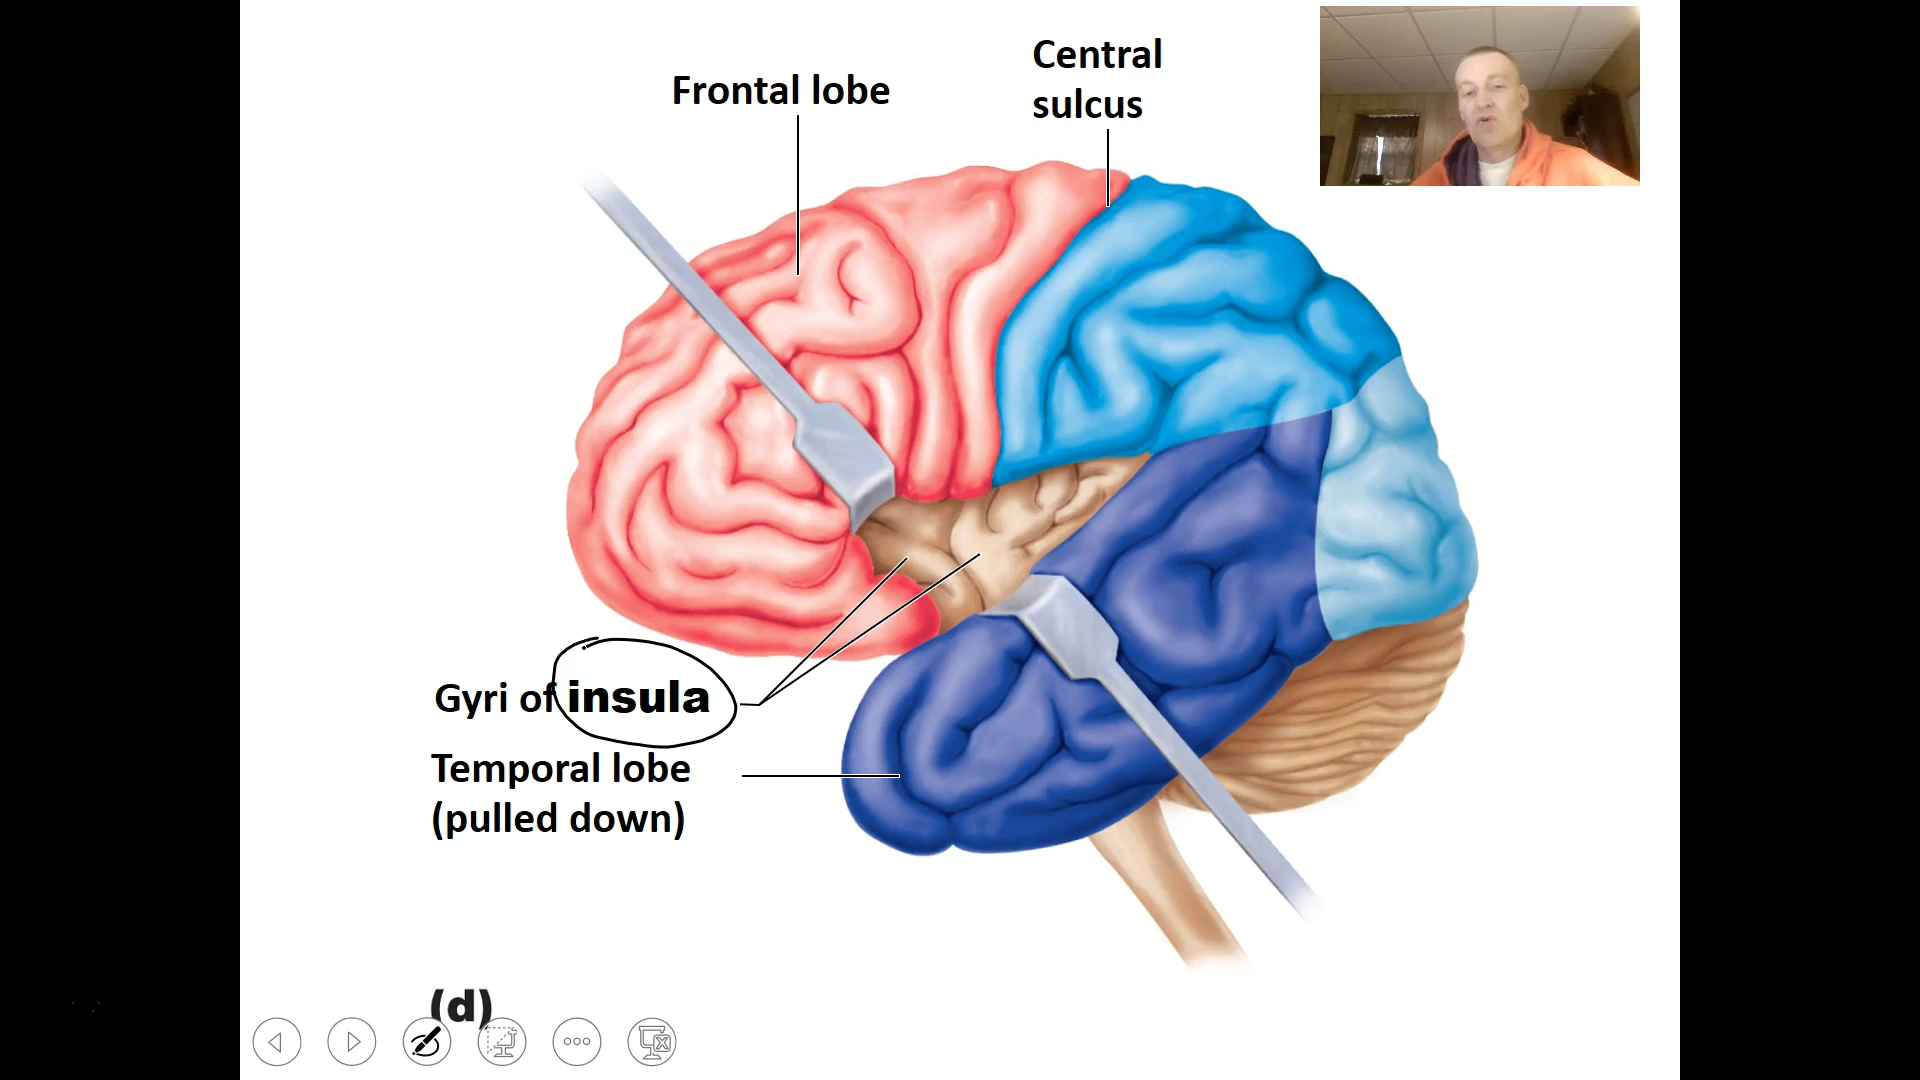 Frontal lobe
Central
sulcus
Gyri of insula
Temporal lobe
(pulled down)
(d)